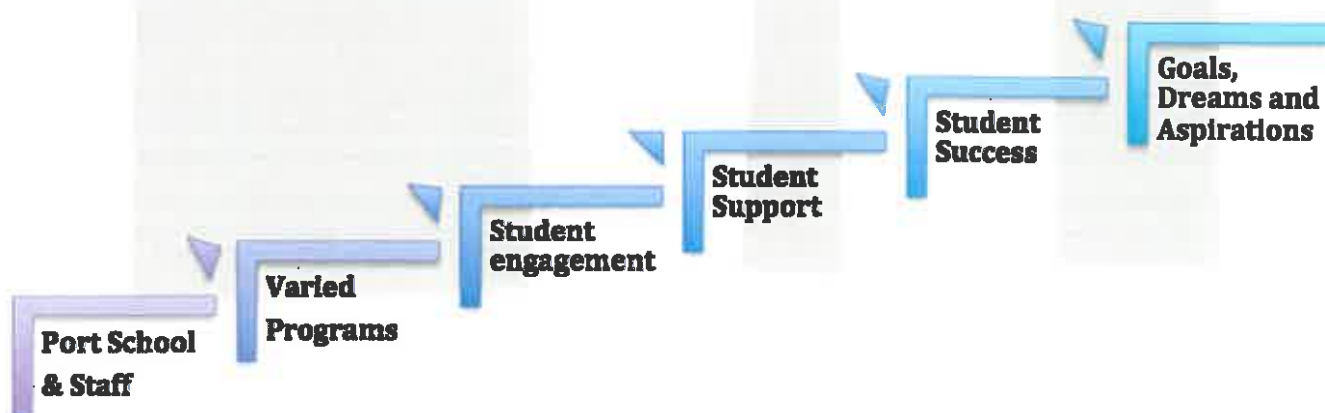 Port School
& Staff
Varied
Programs
Student
engagement
Student
Support
Student
Success
Goals,
Dreams and
Aspirations